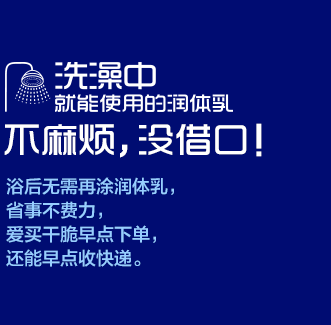 洗澡中
就能使用的润体乳
不麻烦,没借口!
浴后无需再涂润体乳,
省事不费力,
爱买干脆早点下单,
还能早点收快递。